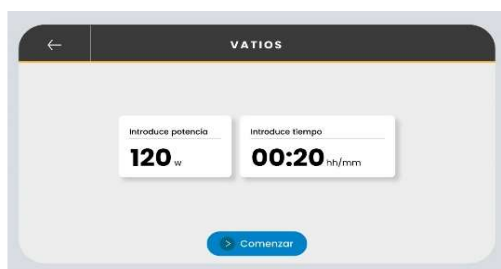 VATIOS
Introduce potencia
120 w
Introduce tiempo
00:20 hh/mm
Comenzar